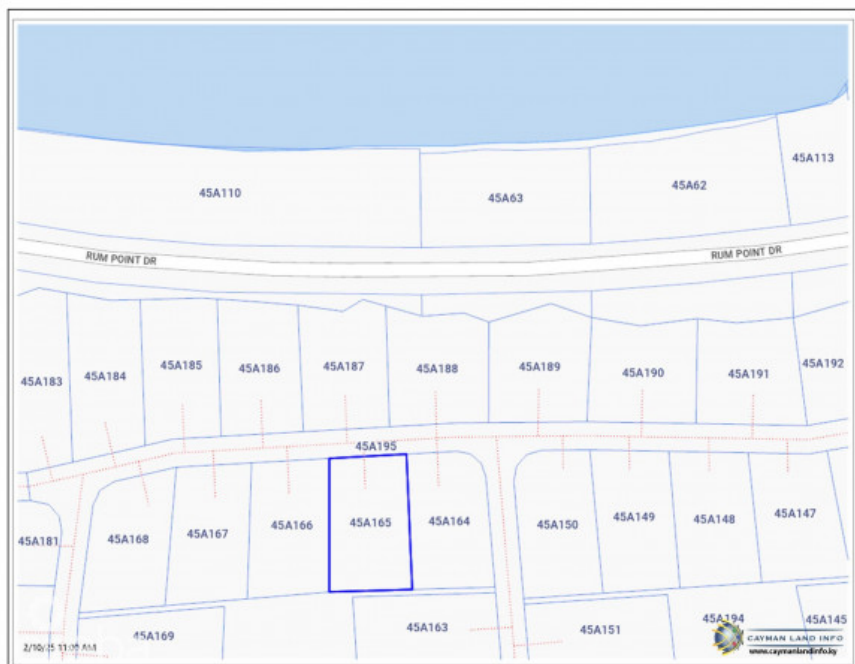 45A113
45A110
45A63
45A62
RUM POINT DR
RUM POINT DR
45A183
45A184
45A185
45A186
45A187
45A188
45A189
45A190
45A191
45A192
45A195
45A181
45A168
45A167
45A166
45A165
45A164
45A150
45A149
45A148
45A147
45A169
45A163
45A151
45A194
45A145
CAYMAN LAND INFO
www.caymanlandinfo.ky